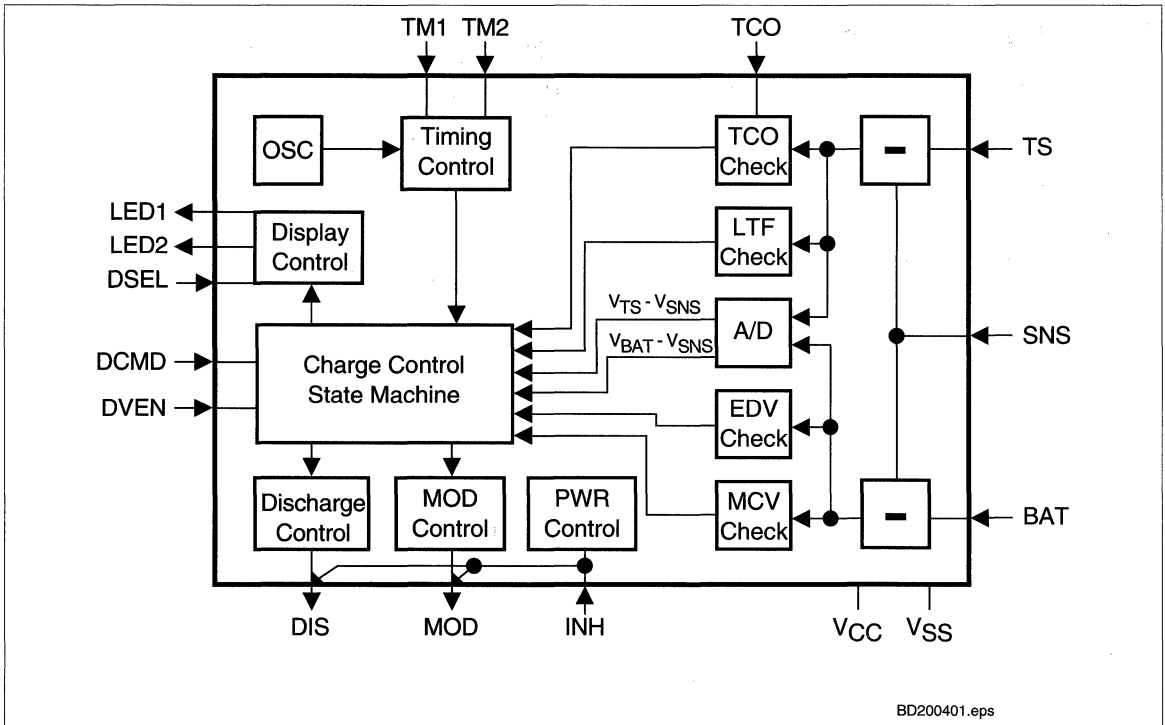 TM1 TM2 TCO
OSC
Timing
Control
TCO
Check
−
TS
LED1
LED2
DSEL
Display
Control
LTF
Check
V_TS - V_SNS
V_BAT - V_SNS
A/D
SNS
DCMD
DVEN
Charge Control
State Machine
EDV
Check
Discharge
Control
MOD
Control
PWR
Control
MCV
Check
−
BAT
DIS MOD INH V_CC V_SS
BD200401.eps